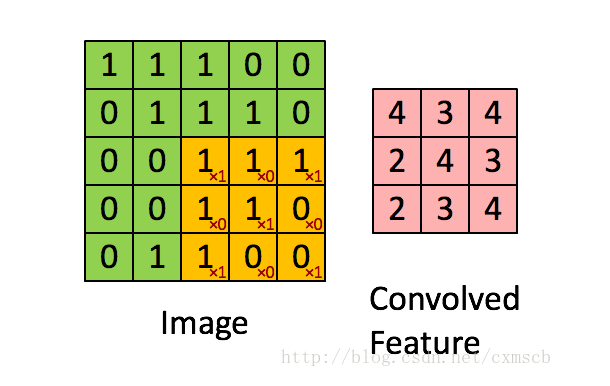 1 1 1 0 0
0 1 1 1 0
0 0 1×1 1×0 1×1
0 0 1×0 1×1 0×0
0 1 1×1 0×0 0×1
Image
4 3 4
2 4 3
2 3 4
Convolved
Feature
http://blog.csdn.net/cxmscb